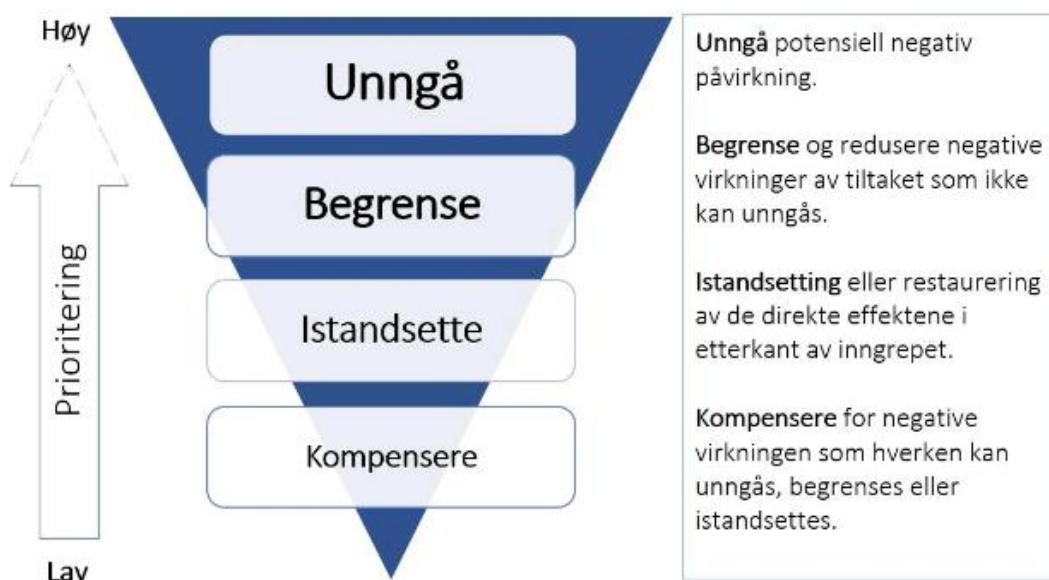 Høy
Prioritering
Lav
Unngå
Begrense
Istandsette
Kompensere
Unngå potensiell negativ
påvirkning.
Begrense og redusere negative
virkninger av tiltaket som ikke
kan unngås.
Istandsetting eller restaurering
av de direkte effektene i
etterkant av inngrepet.
Kompensere for negative
virkningen som hverken kan
unngås, begrenses eller
istandsettes.